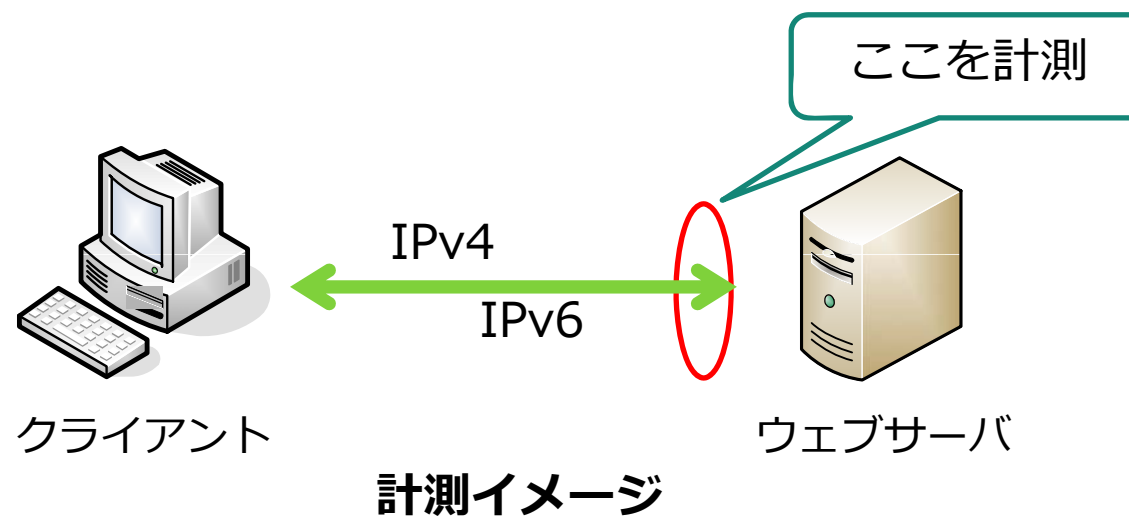 ここを計測
IPv4
IPv6
クライアント
ウェブサーバ
計測イメージ